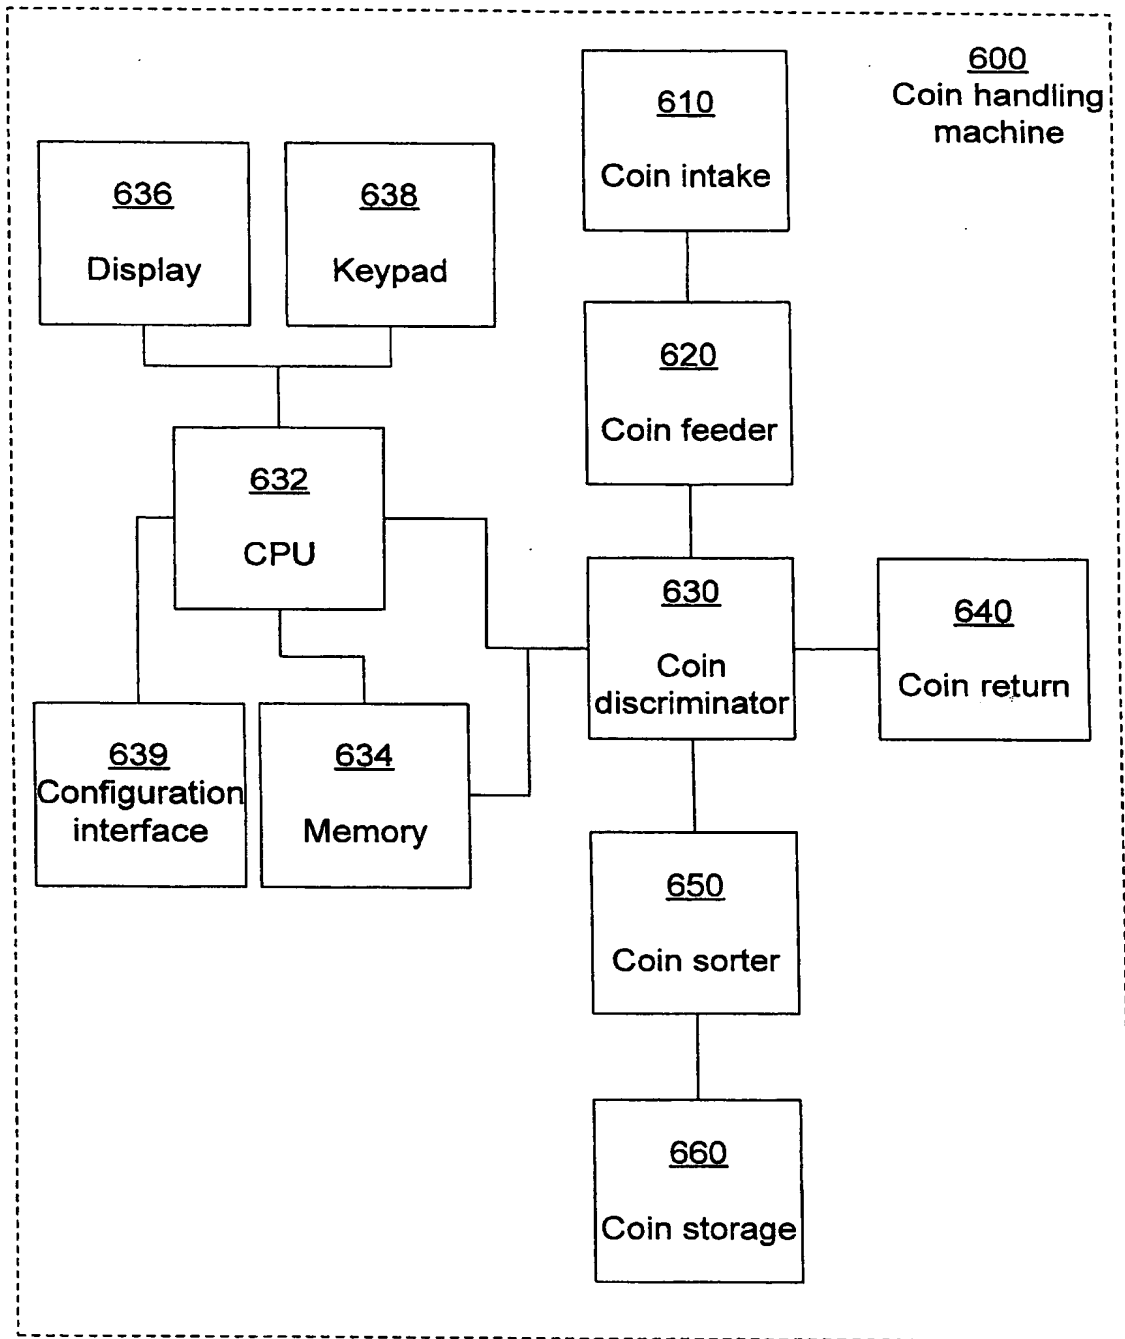 600
Coin handling
machine
610
Coin intake
636
Display
638
Keypad
620
Coin feeder
632
CPU
630
Coin
discriminator
640
Coin return
639
Configuration
interface
634
Memory
650
Coin sorter
660
Coin storage